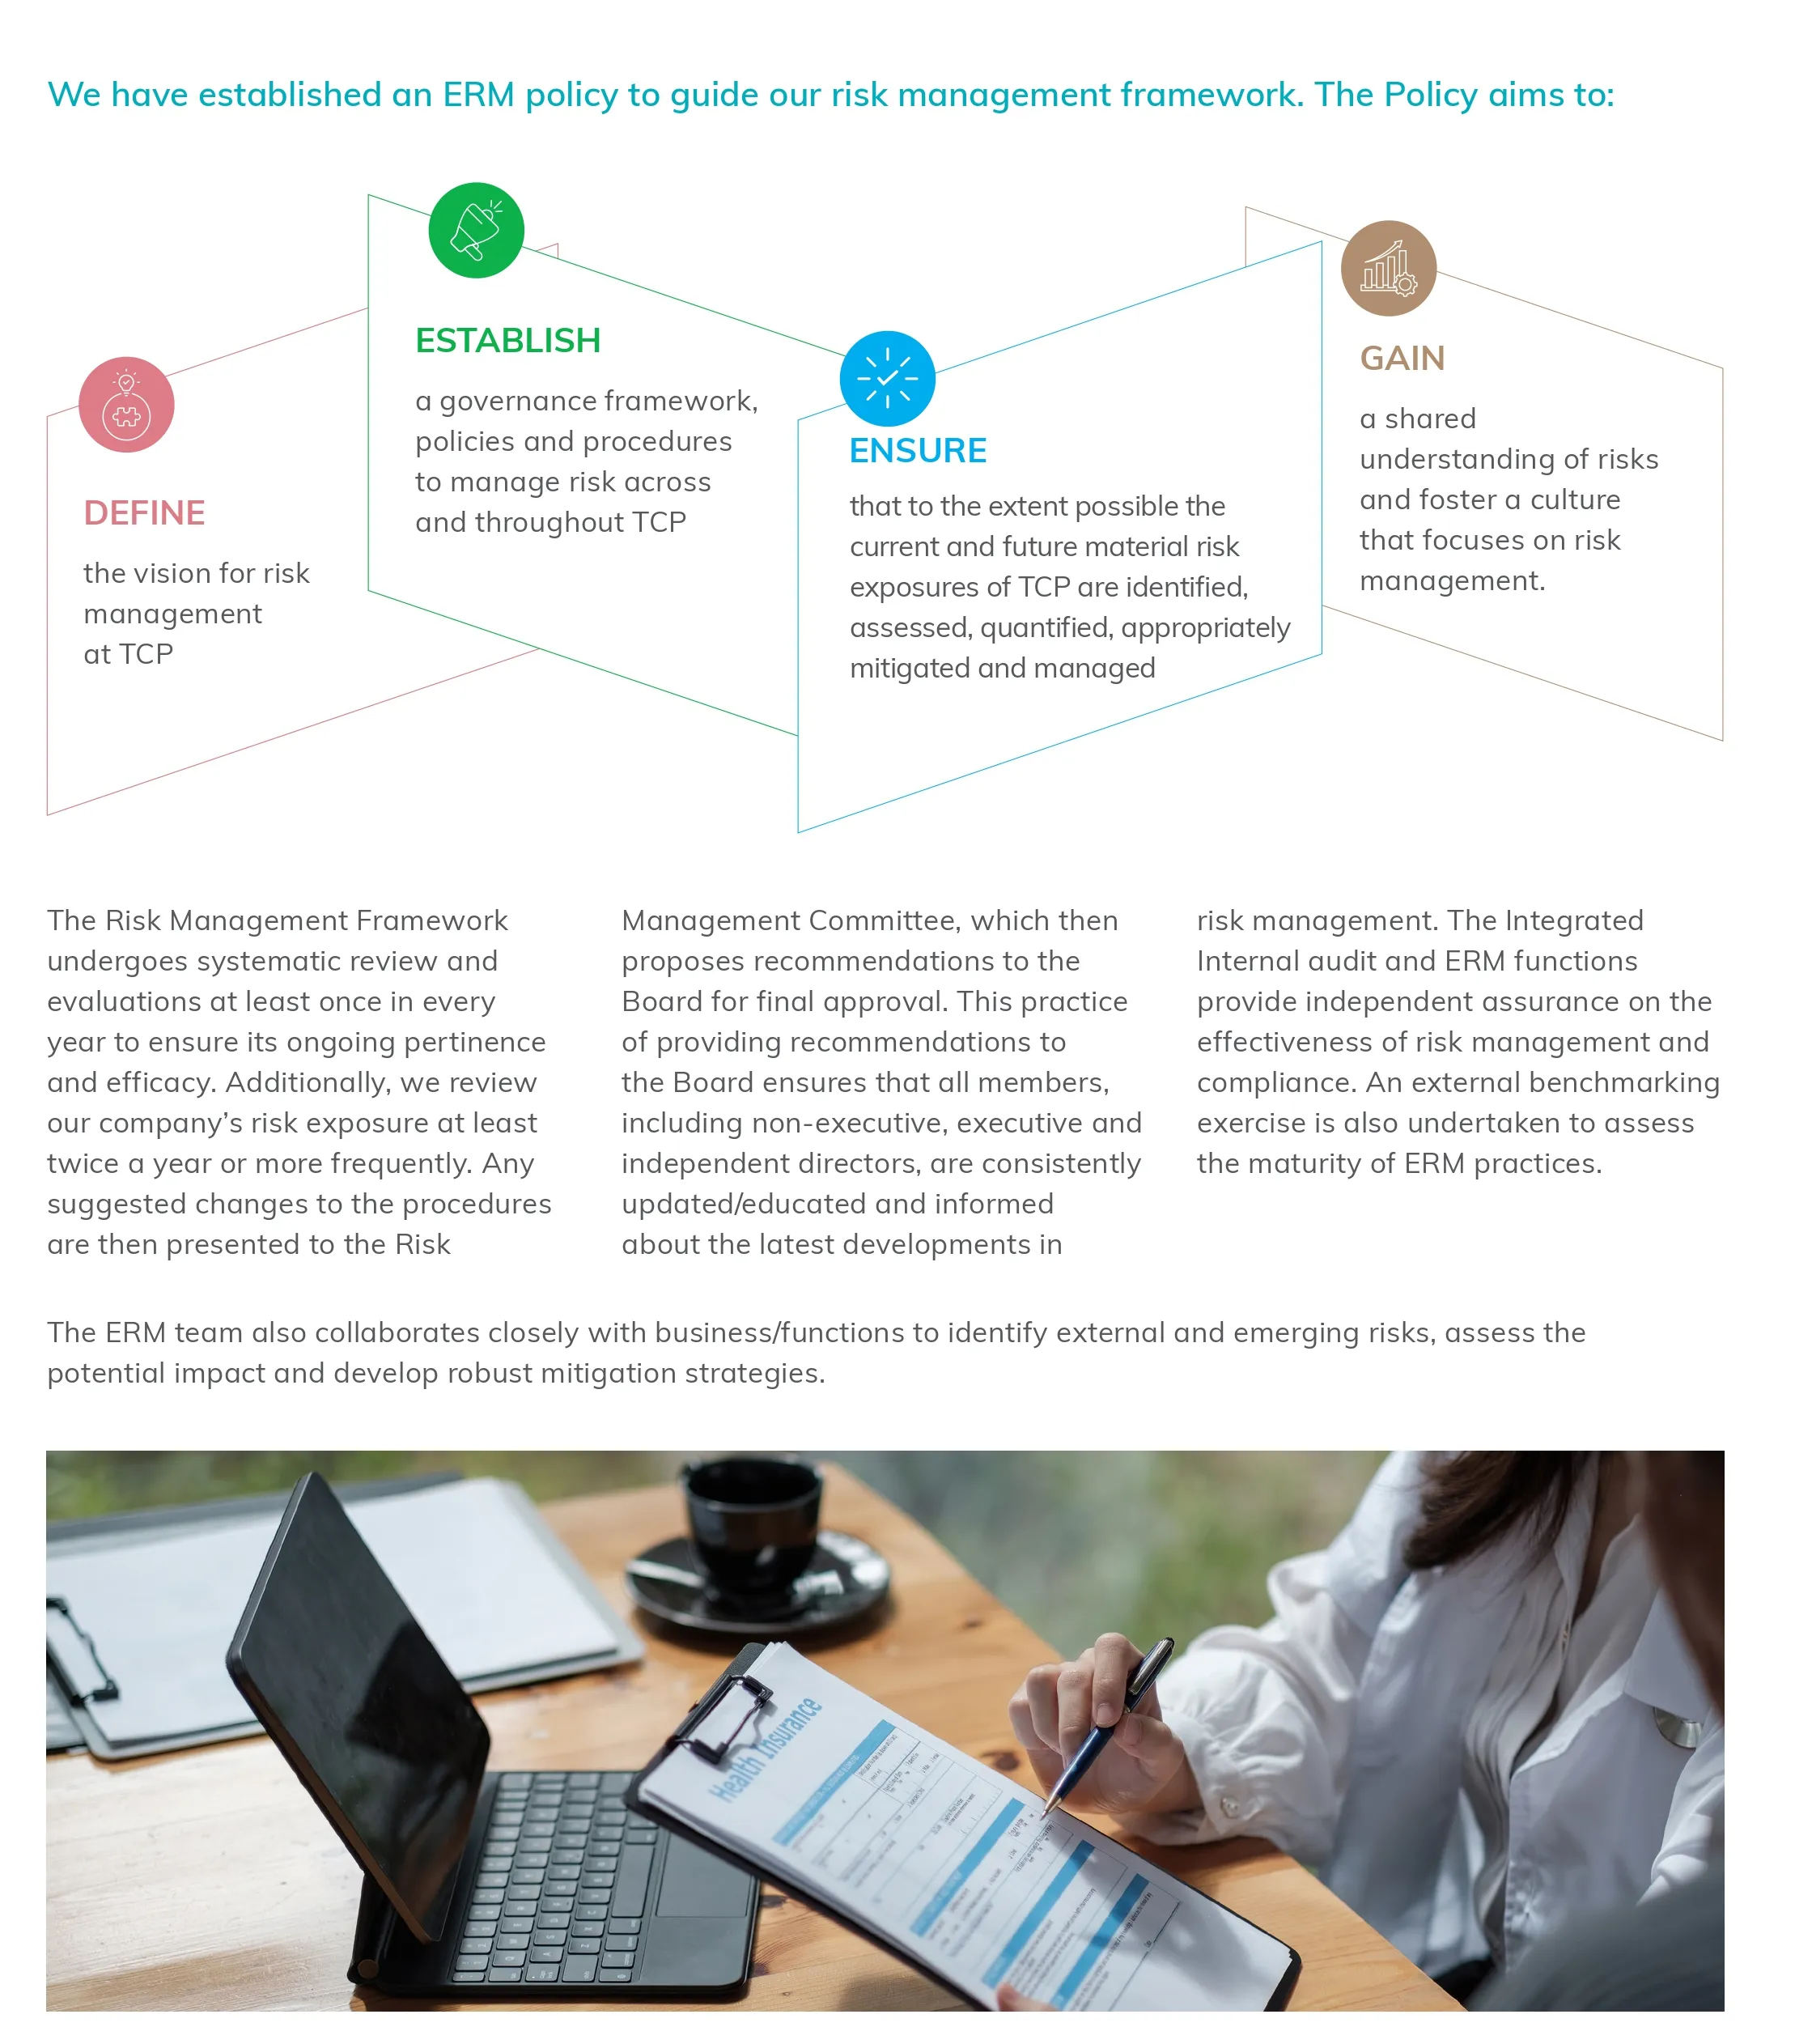 We have established an ERM policy to guide our risk management framework. The Policy aims to:
DEFINE
the vision for risk
management
at TCP
ESTABLISH
a governance framework,
policies and procedures
to manage risk across
and throughout TCP
ENSURE
that to the extent possible the
current and future material risk
exposures of TCP are identified,
assessed, quantified, appropriately
mitigated and managed
GAIN
a shared
understanding of risks
and foster a culture
that focuses on risk
management.
The Risk Management Framework
undergoes systematic review and
evaluations at least once in every
year to ensure its ongoing pertinence
and efficacy. Additionally, we review
our company’s risk exposure at least
twice a year or more frequently. Any
suggested changes to the procedures
are then presented to the Risk
Management Committee, which then
proposes recommendations to the
Board for final approval. This practice
of providing recommendations to
the Board ensures that all members,
including non-executive, executive and
independent directors, are consistently
updated/educated and informed
about the latest developments in
risk management. The Integrated
Internal audit and ERM functions
provide independent assurance on the
effectiveness of risk management and
compliance. An external benchmarking
exercise is also undertaken to assess
the maturity of ERM practices.
The ERM team also collaborates closely with business/functions to identify external and emerging risks, assess the
potential impact and develop robust mitigation strategies.
Health Insurance